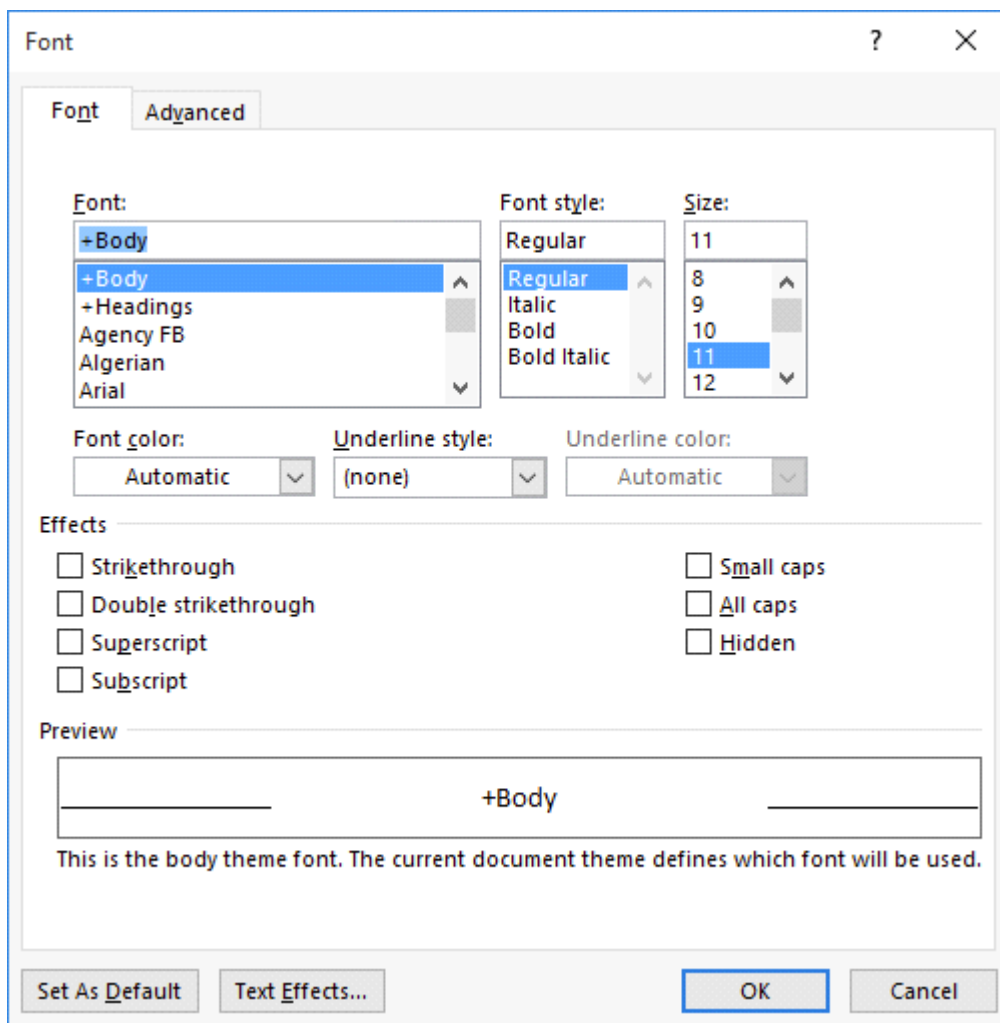 Font ?
Font Advanced
Font: Font style: Size:
+Body Regular 11
+Body Regular 8
+Headings Italic 9
Agency FB Bold 10
Algerian Bold Italic 11
Arial 12
Font color: Underline style: Underline color:
Automatic (none) Automatic
Effects
Strikethrough Small caps
Double strikethrough All caps
Superscript Hidden
Subscript
Preview
+Body
This is the body theme font. The current document theme defines which font will be used.
Set As Default Text Effects... OK Cancel